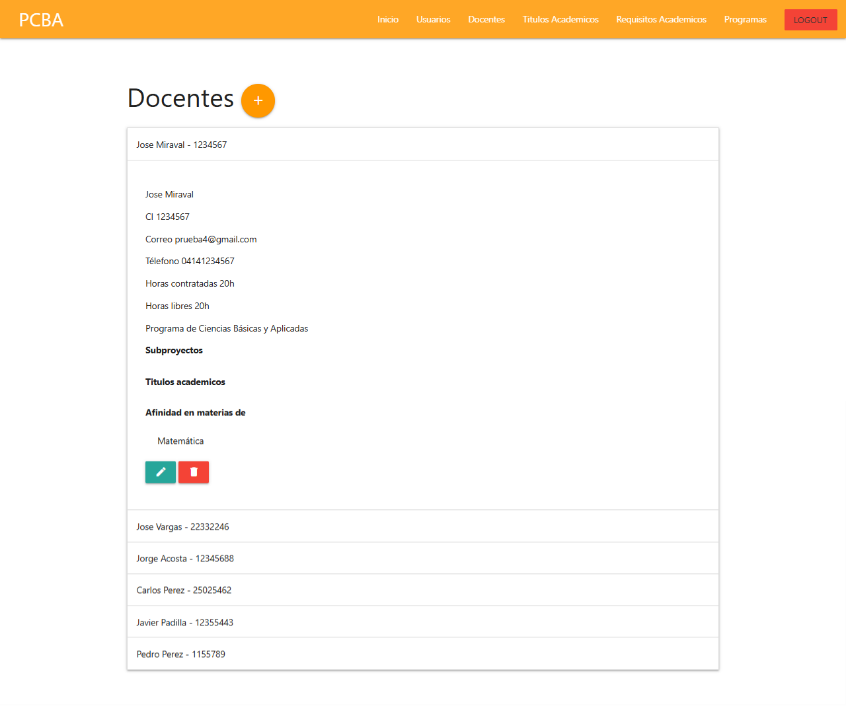 PCBA
Inicio Usuarios Docentes Titulos Academicos Requisitos Academicos Programas LOGOUT
Docentes +
Jose Miraval - 1234567
Jose Miraval
CI 1234567
Correo prueba4@gmail.com
Télefono 04141234567
Horas contratadas 20h
Horas libres 20h
Programa de Ciencias Básicas y Aplicadas
Subproyectos
Titulos academicos
Afinidad en materias de
Matemática
Jose Vargas - 22332246
Jorge Acosta - 12345688
Carlos Perez - 25025462
Javier Padilla - 12355443
Pedro Perez - 1155789